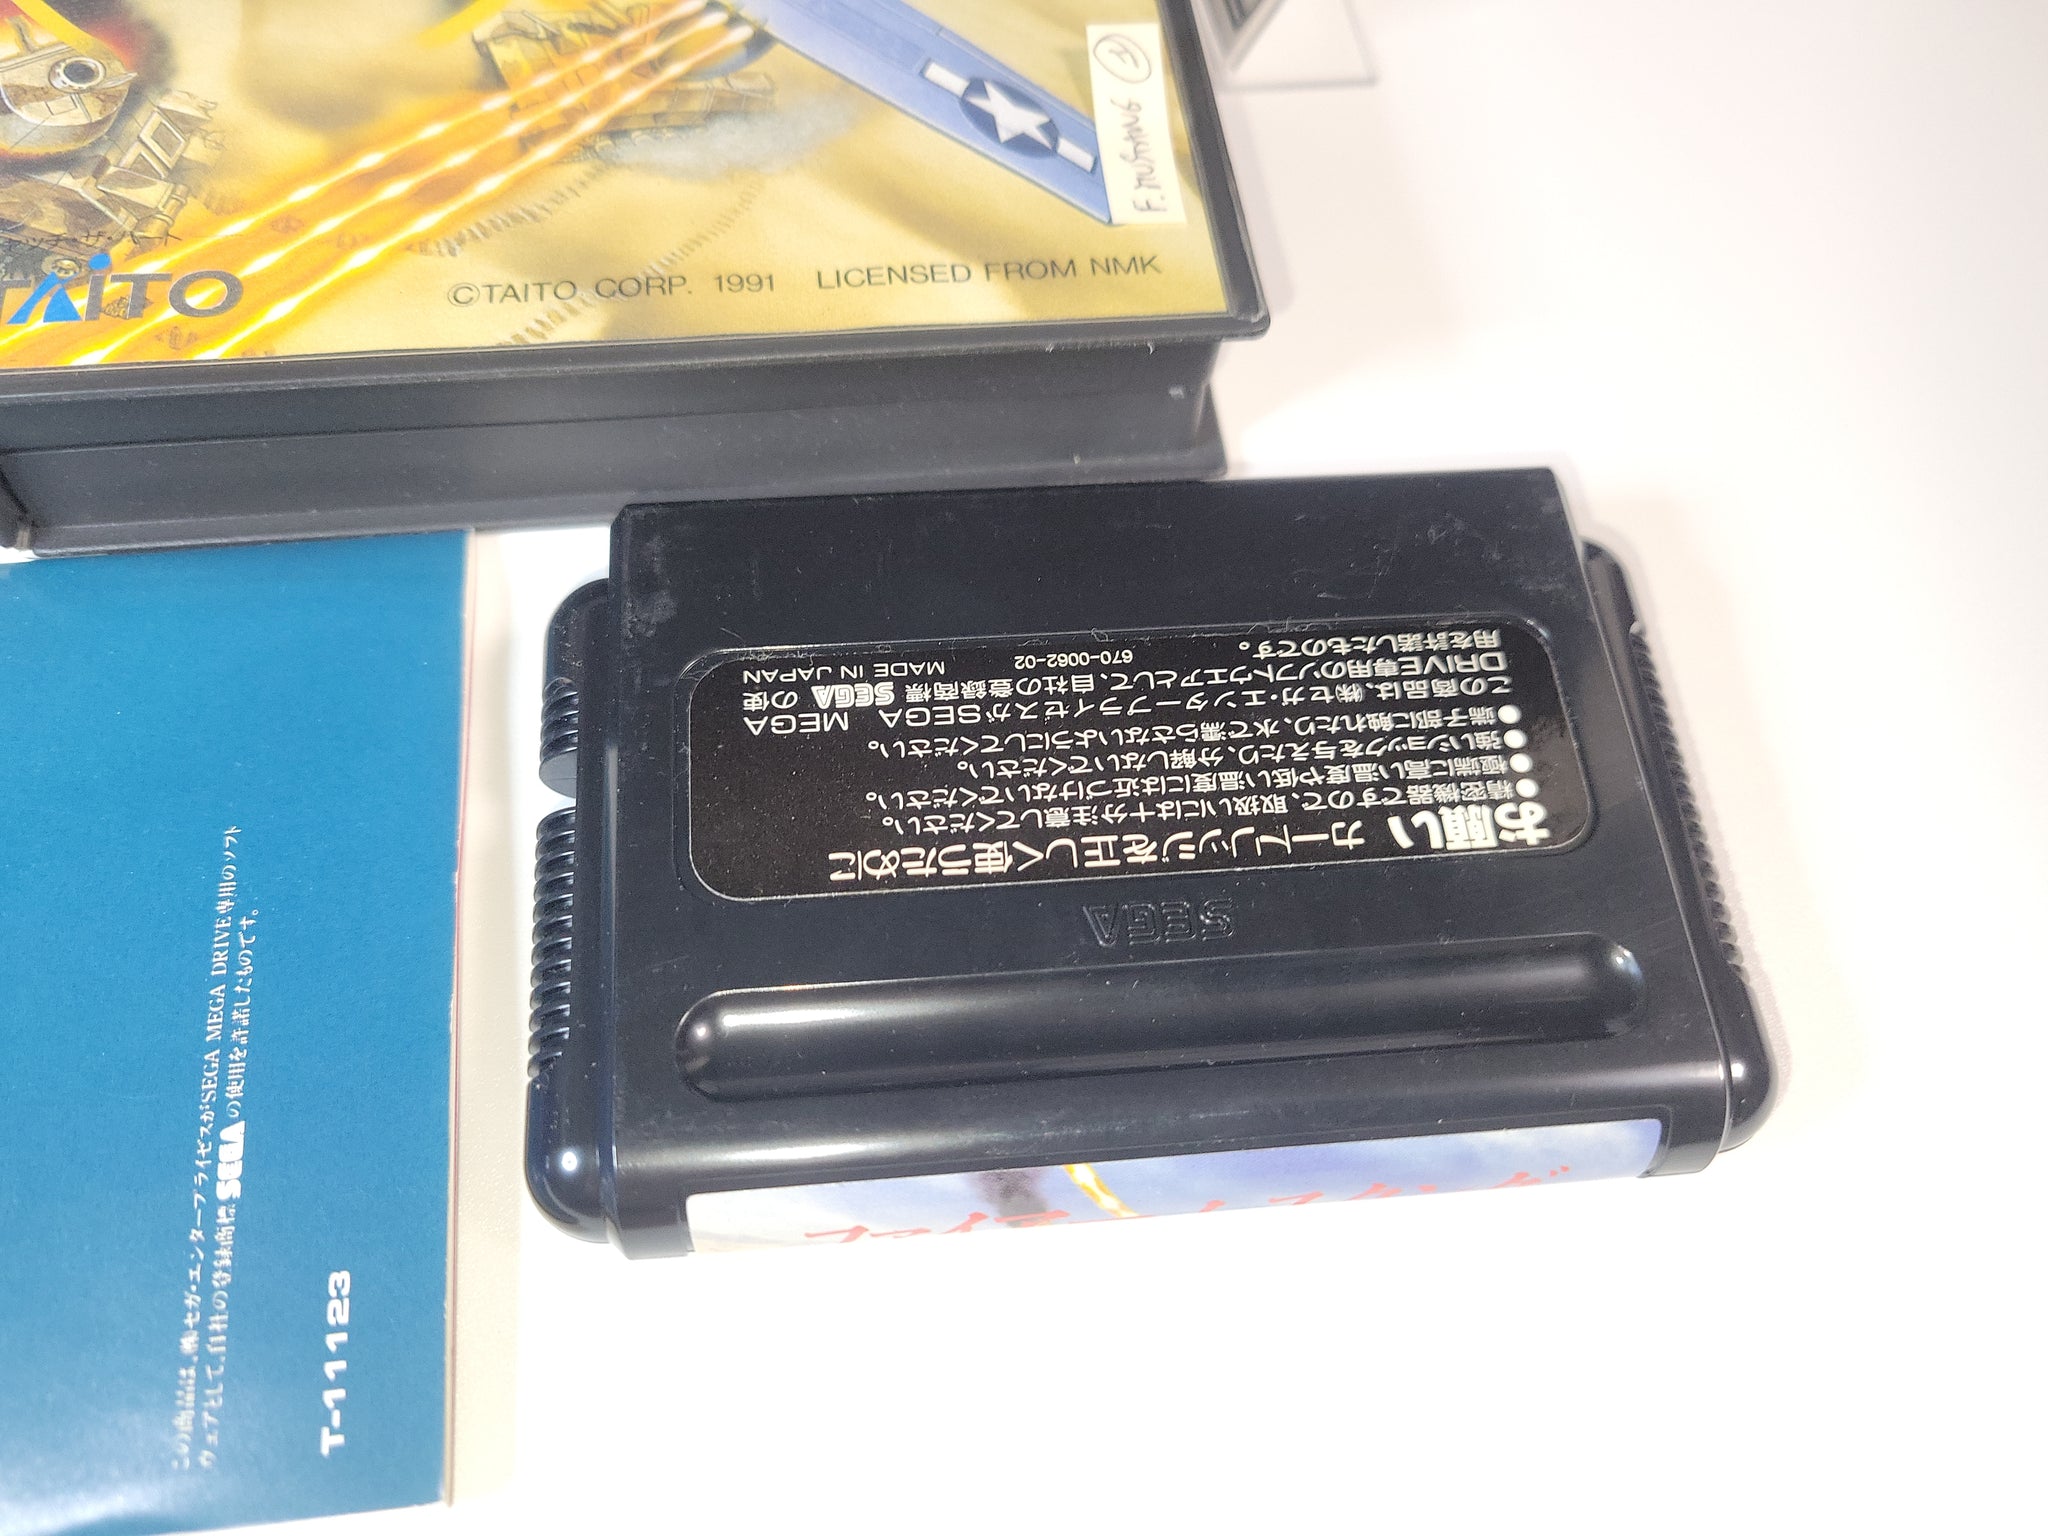 F. MUSTANG
TAITO
©TAITO CORP. 1991 LICENSED FROM NMK
お願い カートリッジを正しく使うために
●精密機器ですので、取扱いには十分注意してください。
●極端に高い温度や低い温度には近づけないでください。
●強いショックを与えたり、分解しないでください。
●端子部に触れたり、水で濡らさないようにしてください。
この商品は、㈱セガ・エンタープライゼスがSEGA MEGA
DRIVE専用のソフトウェアとして、自社の登録商標 SEGA の使
用を許諾したものです。 670-0062-02 MADE IN JAPAN
SEGA
この商品は、㈱セガ・エンタープライゼスがSEGA MEGA DRIVE専用のソフト
ウェアとして、自社の登録商標 SEGA の使用を許諾したものです。
T-11123
ファイアームスタング